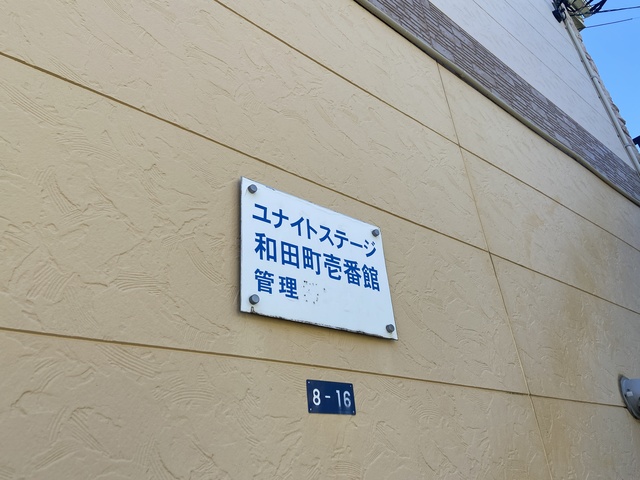 ユナイトステージ
和田町壱番館
管理
8-16